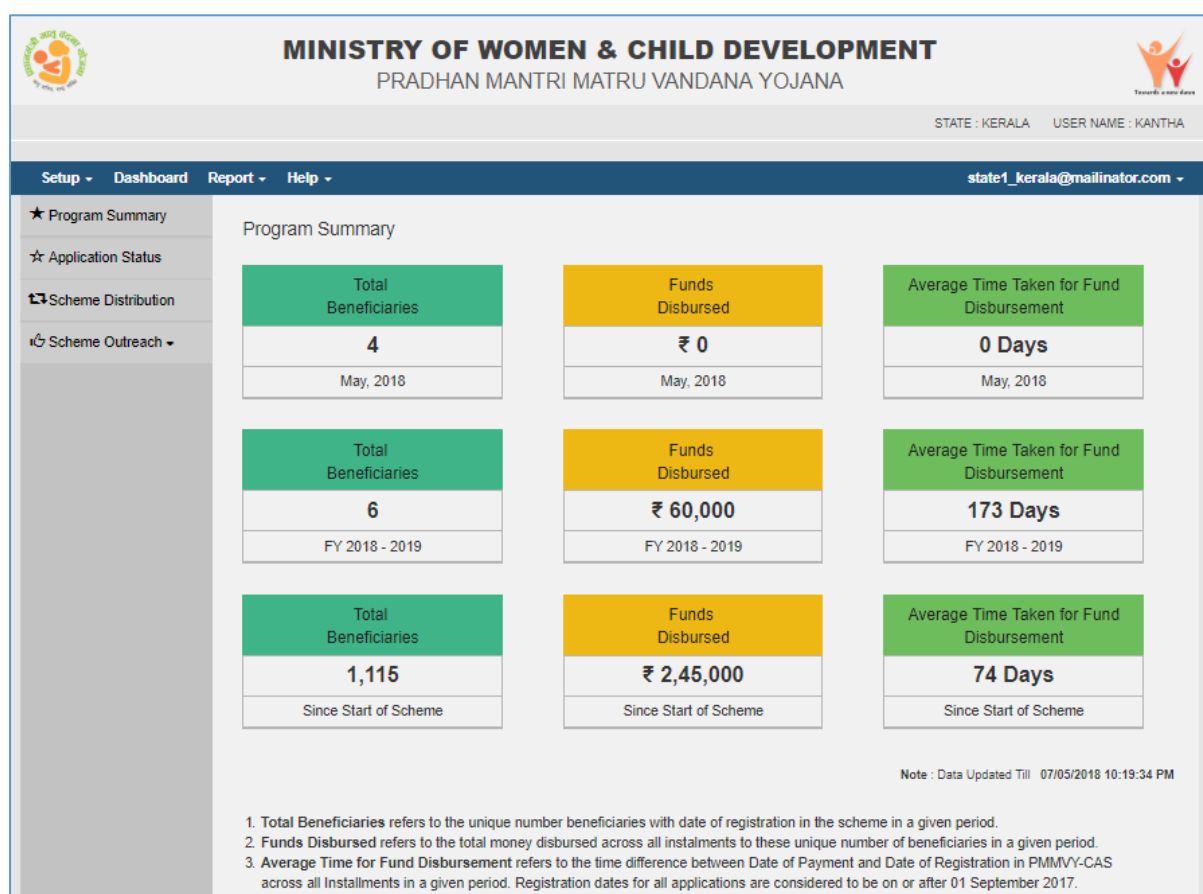 MINISTRY OF WOMEN & CHILD DEVELOPMENT
PRADHAN MANTRI MATRU VANDANA YOJANA
Towards a new dawn
STATE : KERALA USER NAME : KANTHA
Setup Dashboard Report Help state1_kerala@mailinator.com
Program Summary
Application Status
Scheme Distribution
Scheme Outreach
Program Summary
Total Beneficiaries
4
May, 2018
Funds Disbursed
₹ 0
May, 2018
Average Time Taken for Fund Disbursement
0 Days
May, 2018
Total Beneficiaries
6
FY 2018 - 2019
Funds Disbursed
₹ 60,000
FY 2018 - 2019
Average Time Taken for Fund Disbursement
173 Days
FY 2018 - 2019
Total Beneficiaries
1,115
Since Start of Scheme
Funds Disbursed
₹ 2,45,000
Since Start of Scheme
Average Time Taken for Fund Disbursement
74 Days
Since Start of Scheme
Note : Data Updated Till 07/05/2018 10:19:34 PM
1. Total Beneficiaries refers to the unique number beneficiaries with date of registration in the scheme in a given period.
2. Funds Disbursed refers to the total money disbursed across all instalments to these unique number of beneficiaries in a given period.
3. Average Time for Fund Disbursement refers to the time difference between Date of Payment and Date of Registration in PMMVY-CAS
across all Installments in a given period. Registration dates for all applications are considered to be on or after 01 September 2017.